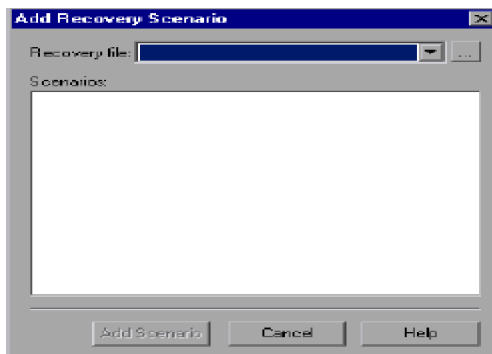 Add Recovery Scenario
Recovery file:
...
Scenarios:
Add Scenario
Cancel
Help